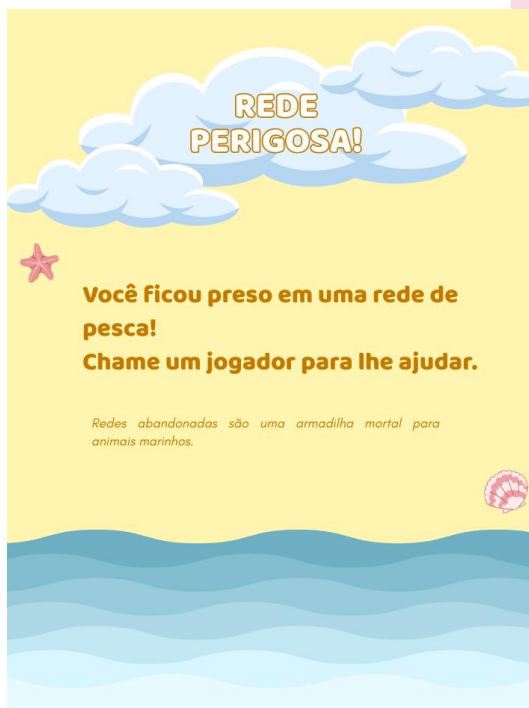 REDE
PERIGOSA!
Você ficou preso em uma rede de
pesca!
Chame um jogador para lhe ajudar.
Redes abandonadas são uma armadilha mortal para
animais marinhos.